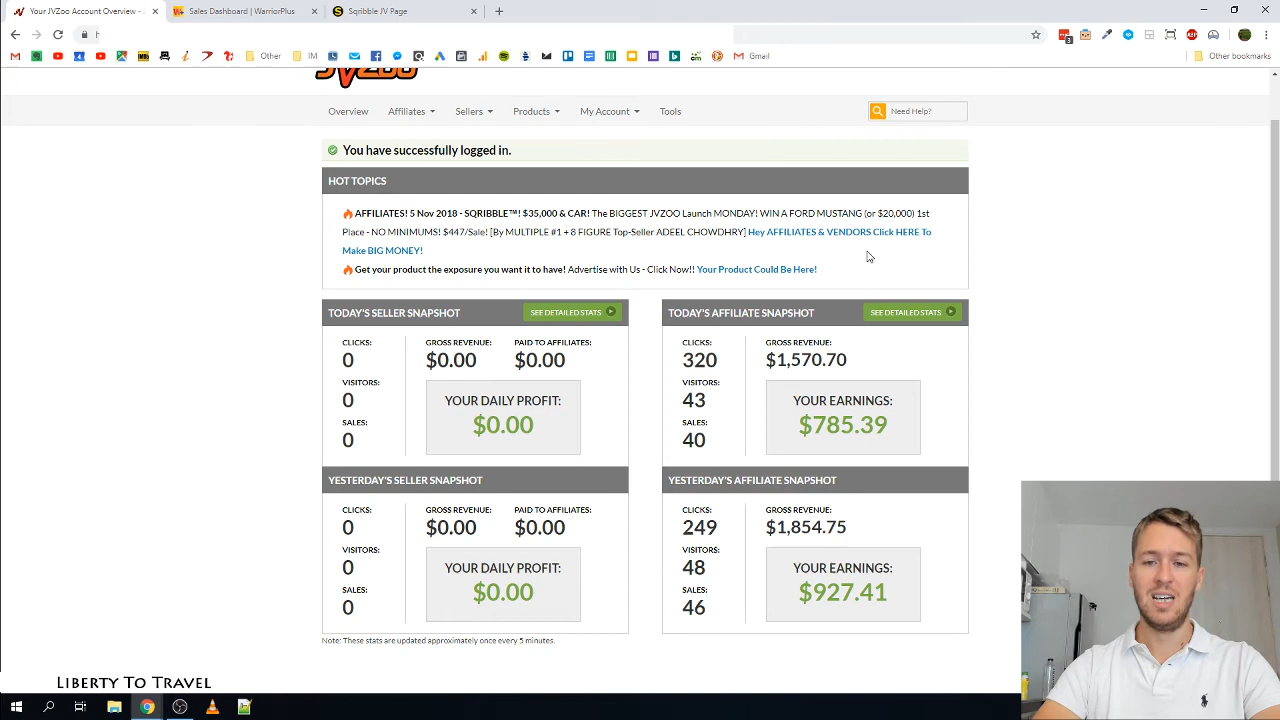 Your JVZoo Account Overview -
Sales Dashboard | WarriorPlus
Sqribble JV Page
Other
IM
Gmail
Other bookmarks
JVZOO
Overview Affiliates Sellers Products My Account Tools
Need Help?
You have successfully logged in.
HOT TOPICS
AFFILIATES! 5 Nov 2018 - SQRIBBLE™! $35,000 & CAR! The BIGGEST JVZOO Launch MONDAY! WIN A FORD MUSTANG (or $20,000) 1st
Place - NO MINIMUMS! $447/Sale! [By MULTIPLE #1 + 8 FIGURE Top-Seller ADEEL CHOWDHRY] Hey AFFILIATES & VENDORS Click HERE To
Make BIG MONEY!
Get your product the exposure you want it to have! Advertise with Us - Click Now!! Your Product Could Be Here!
TODAY'S SELLER SNAPSHOT
SEE DETAILED STATS
CLICKS:
0
GROSS REVENUE:
$0.00
PAID TO AFFILIATES:
$0.00
VISITORS:
0
SALES:
0
YOUR DAILY PROFIT:
$0.00
TODAY'S AFFILIATE SNAPSHOT
SEE DETAILED STATS
CLICKS:
320
GROSS REVENUE:
$1,570.70
VISITORS:
43
SALES:
40
YOUR EARNINGS:
$785.39
YESTERDAY'S SELLER SNAPSHOT
CLICKS:
0
GROSS REVENUE:
$0.00
PAID TO AFFILIATES:
$0.00
VISITORS:
0
SALES:
0
YOUR DAILY PROFIT:
$0.00
YESTERDAY'S AFFILIATE SNAPSHOT
CLICKS:
249
GROSS REVENUE:
$1,854.75
VISITORS:
48
SALES:
46
YOUR EARNINGS:
$927.41
Note: These stats are updated approximately once every 5 minutes.
LIBERTY TO TRAVEL